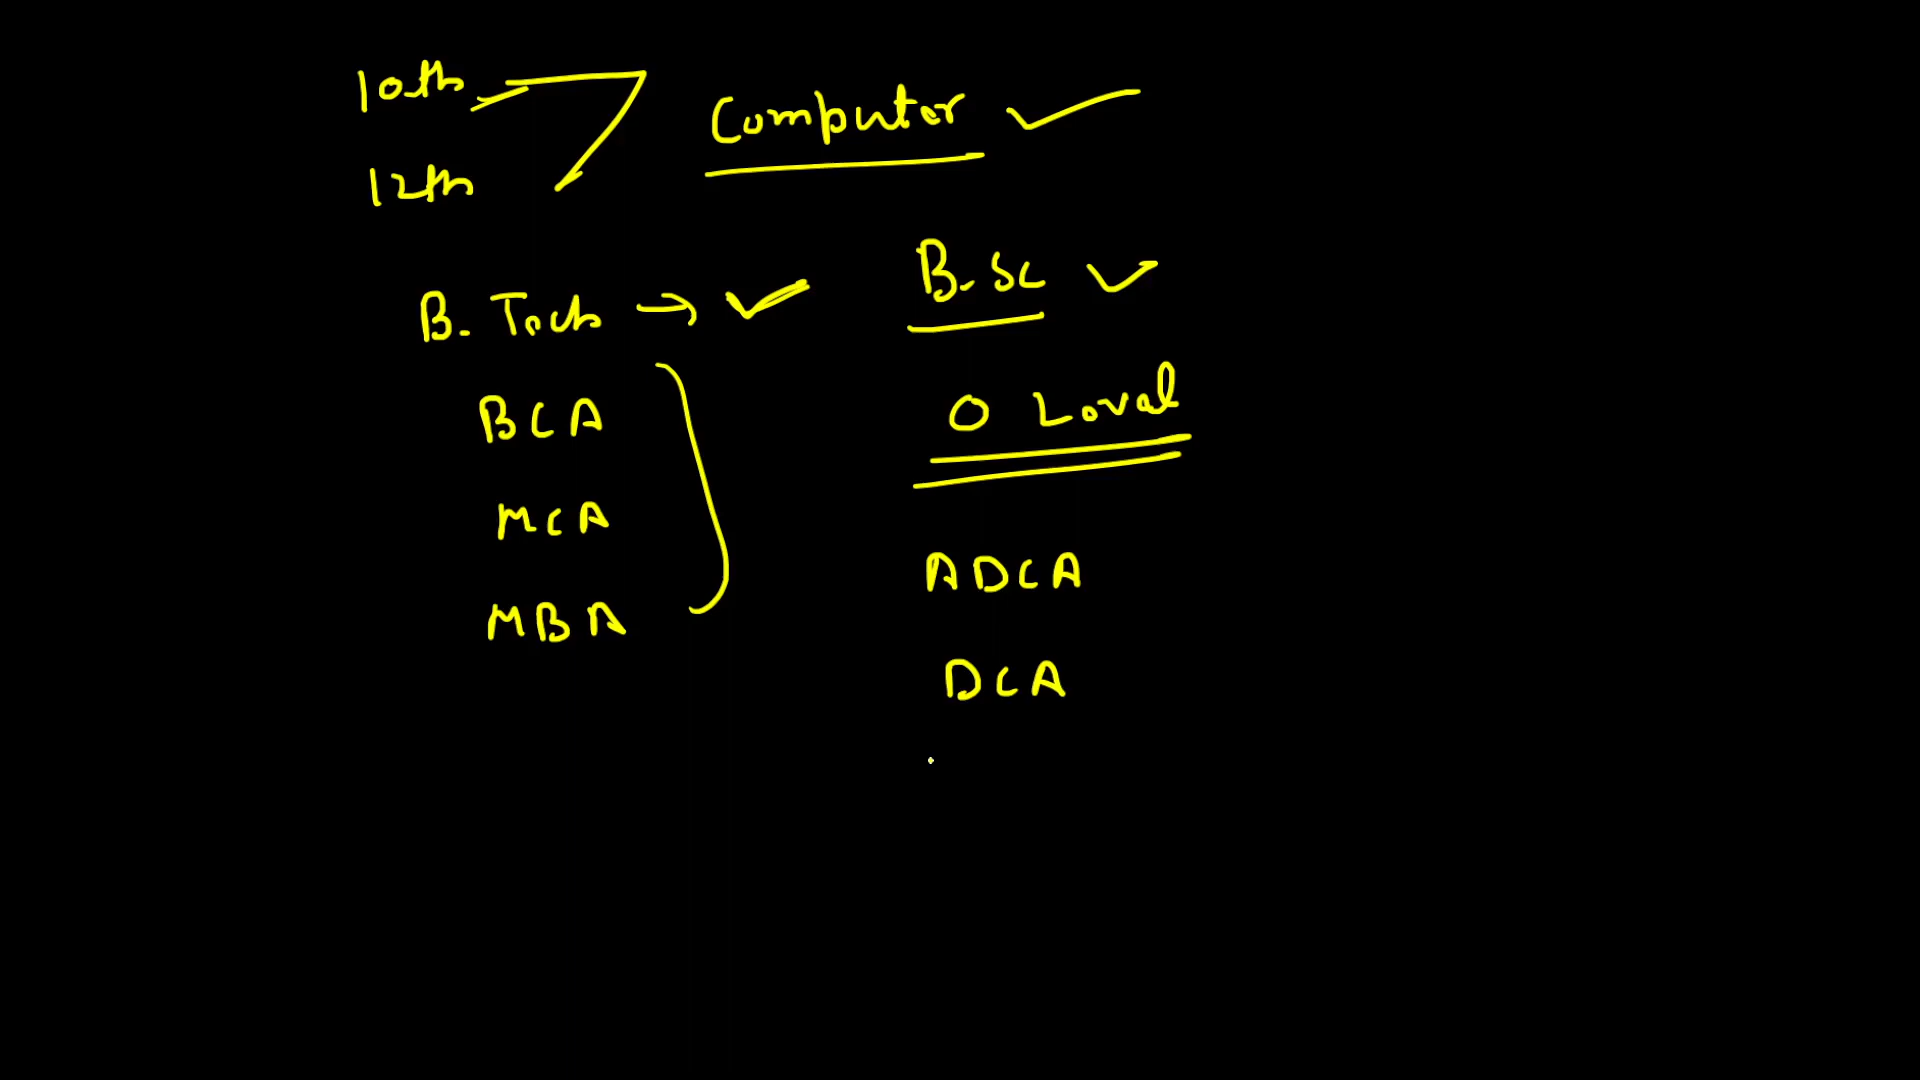 10th
12th
Computer
B. Tech
BCA
MCA
MBA
B.Sc
O Level
ADCA
DCA